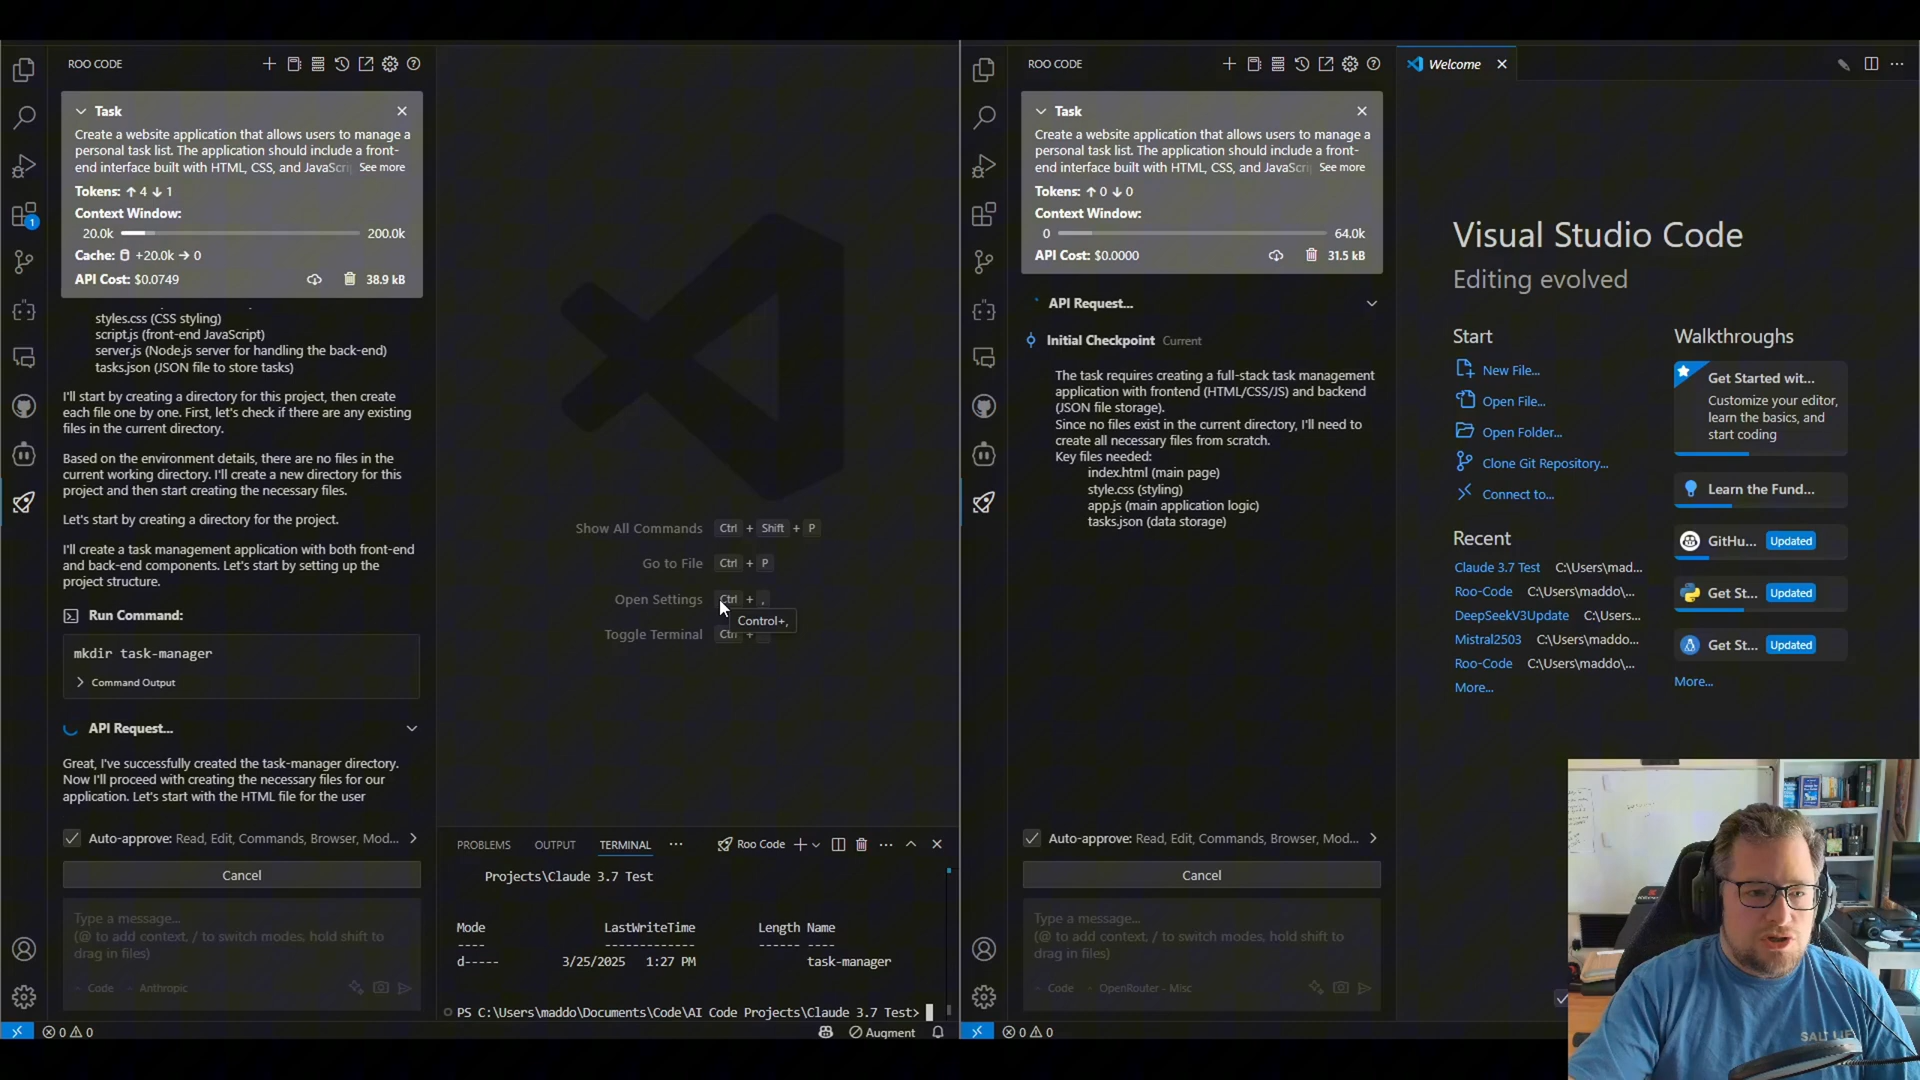 ROO CODE
Task
Create a website application that allows users to manage a
personal task list. The application should include a front-
end interface built with HTML, CSS, and JavaScri
See more
Tokens: ↑ 4 ↓ 1
Context Window:
20.0k 200.0k
Cache: +20.0k → 0
API Cost: $0.0749 38.9 kB
styles.css (CSS styling)
script.js (front-end JavaScript)
server.js (Node.js server for handling the back-end)
tasks.json (JSON file to store tasks)
I'll start by creating a directory for this project, then create
each file one by one. First, let's check if there are any existing
files in the current directory.
Based on the environment details, there are no files in the
current working directory. I'll create a new directory for this
project and then start creating the necessary files.
Let's start by creating a directory for the project.
I'll create a task management application with both front-end
and back-end components. Let's start by setting up the
project structure.
Run Command:
mkdir task-manager
Command Output
API Request...
Great, I've successfully created the task-manager directory.
Now I'll proceed with creating the necessary files for our
application. Let's start with the HTML file for the user
Auto-approve: Read, Edit, Commands, Browser, Mod...
Cancel
Type a message...
(@ to add context, / to switch modes, hold shift to
drag in files)
Code Anthropic
1
0 0
Show All Commands Ctrl + Shift + P
Go to File Ctrl + P
Open Settings Ctrl + ,
Control+,
Toggle Terminal Ctrl +
PROBLEMS OUTPUT TERMINAL ... Roo Code
Projects\Claude 3.7 Test
Mode LastWriteTime Length Name
---- ------------- ------ ----
d----- 3/25/2025 1:27 PM task-manager
PS C:\Users\maddo\Documents\Code\AI Code Projects\Claude 3.7 Test>
Augment
ROO CODE
Task
Create a website application that allows users to manage a
personal task list. The application should include a front-
end interface built with HTML, CSS, and JavaScri
See more
Tokens: ↑ 0 ↓ 0
Context Window:
0 64.0k
API Cost: $0.0000 31.5 kB
API Request...
Initial Checkpoint Current
The task requires creating a full-stack task management
application with frontend (HTML/CSS/JS) and backend
(JSON file storage).
Since no files exist in the current directory, I'll need to
create all necessary files from scratch.
Key files needed:
index.html (main page)
style.css (styling)
app.js (main application logic)
tasks.json (data storage)
Auto-approve: Read, Edit, Commands, Browser, Mod...
Cancel
Type a message...
(@ to add context, / to switch modes, hold shift to
drag in files)
Code OpenRouter - Misc
0 0
Welcome
Visual Studio Code
Editing evolved
Start
New File...
Open File...
Open Folder...
Clone Git Repository...
Connect to...
Recent
Claude 3.7 Test C:\Users\mad...
Roo-Code C:\Users\maddo\...
DeepSeekV3Update C:\Users...
Mistral2503 C:\Users\maddo...
Roo-Code C:\Users\maddo\...
More...
Walkthroughs
Get Started wit...
Customize your editor,
learn the basics, and
start coding
Learn the Fund...
GitHu... Updated
Get St... Updated
Get St... Updated
More...